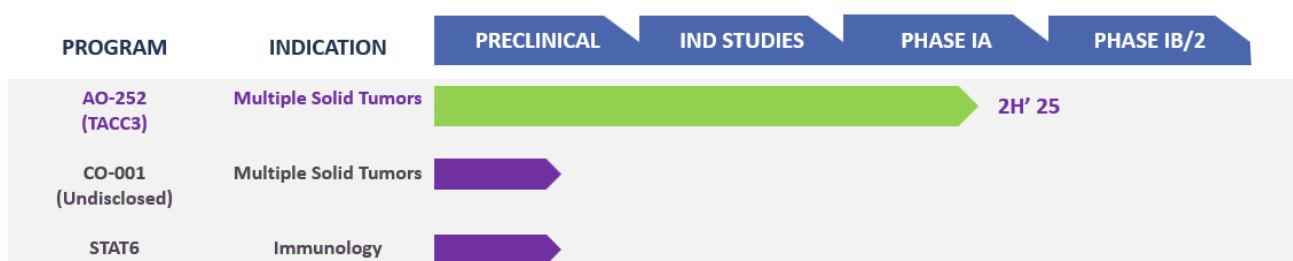 PROGRAM INDICATION PRECLINICAL IND STUDIES PHASE IA PHASE IB/2
AO-252 Multiple Solid Tumors 2H’ 25
(TACC3)
CO-001 Multiple Solid Tumors
(Undisclosed)
STAT6 Immunology